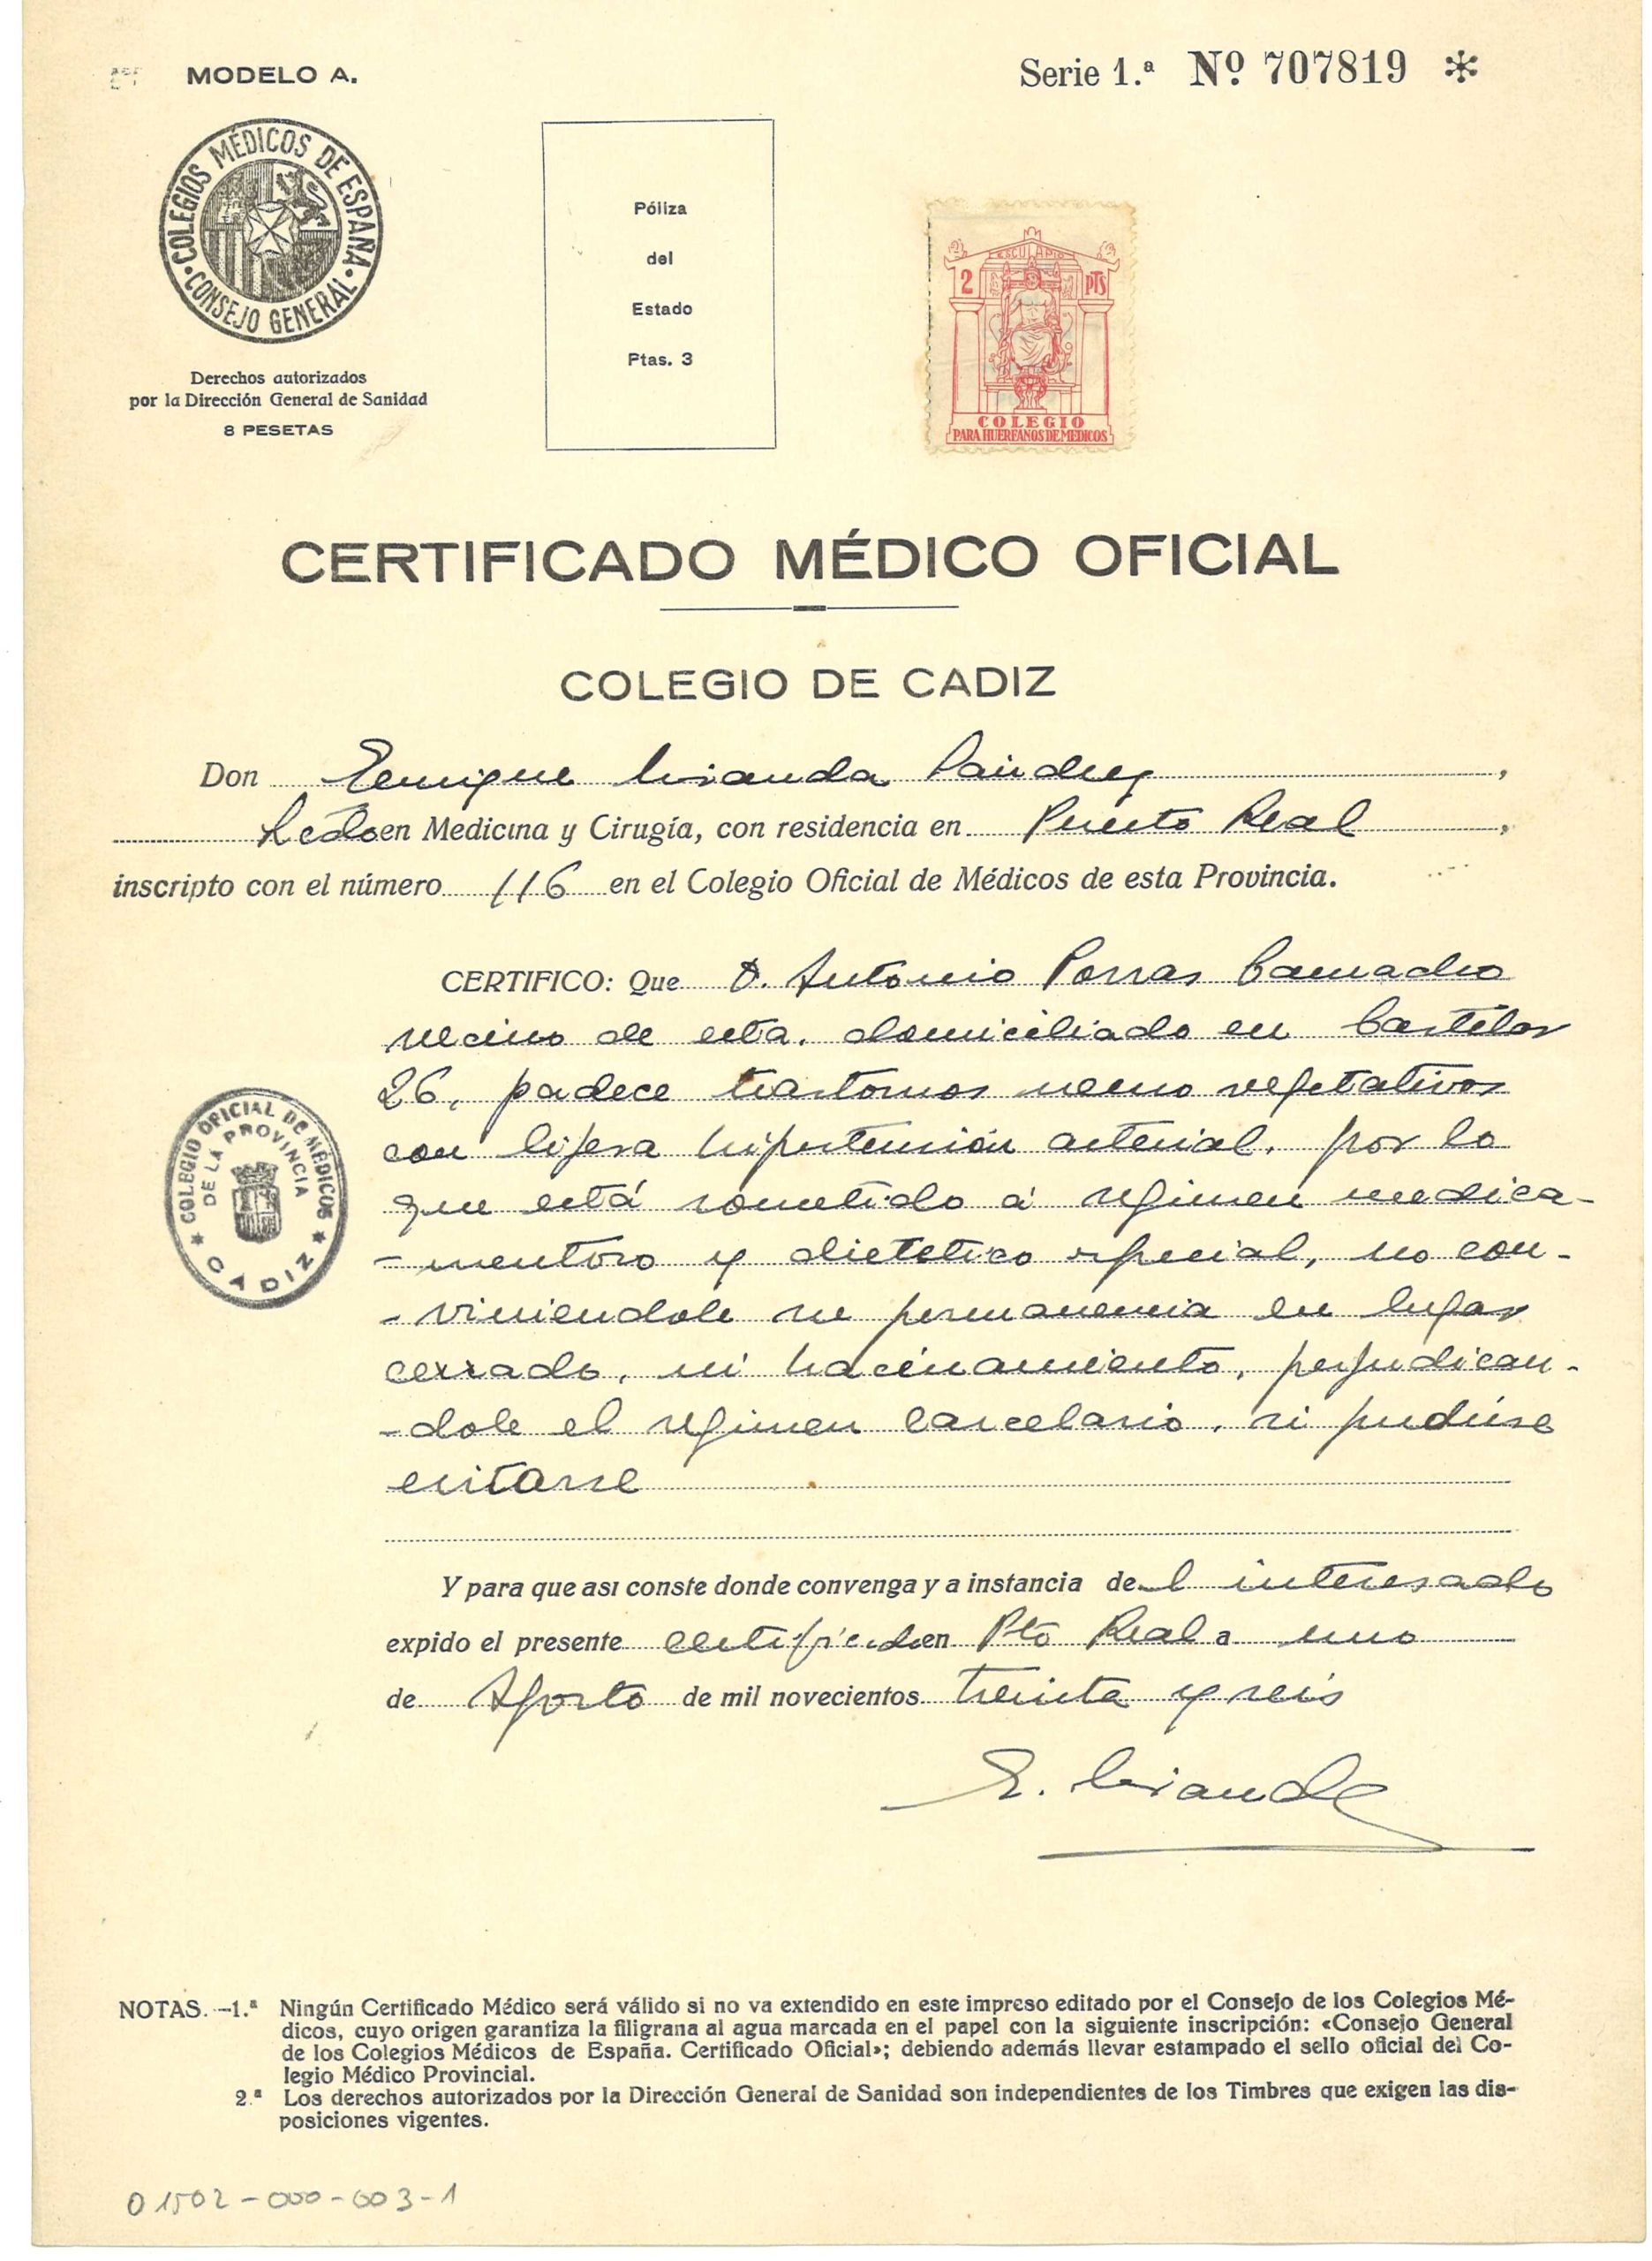 MODELO A.
Serie 1.ª Nº 707819 *
COLEGIOS MÉDICOS DE ESPAÑA · CONSEJO GENERAL ·
Derechos autorizados
por la Dirección General de Sanidad
8 PESETAS
Póliza
del
Estado
Ptas. 3
ESCULAPIO
2 PTS
COLEGIO
PARA HUERFANOS DE MEDICOS
CERTIFICADO MÉDICO OFICIAL
COLEGIO DE CADIZ
Don Enrique Miranda ,
Lcdo en Medicina y Cirugía, con residencia en Puerto Real ,
inscripto con el número 116 en el Colegio Oficial de Médicos de esta Provincia.
CERTIFICO: Que D. Antonio Porras Camacho
vecino de esta, domiciliado en Castelar
26, padece trastornos neuro vegetativos
con lijera hipertensión arterial, por lo
que está sometido a régimen medica-
-mentoso y dietetico especial, no con-
-viniendole su permanencia en lugar
cerrado, ni hacinamiento, perjudican-
-dole el régimen carcelario, si pudiese
evitarse
COLEGIO OFICIAL DE MÉDICOS
DE LA PROVINCIA
* CADIZ *
Y para que así conste donde convenga y a instancia del interesado
expido el presente certificado en Pto Real a uno
de Agosto de mil novecientos treinta y seis
E. Miranda
NOTAS.-1.ª Ningún Certificado Médico será válido si no va extendido en este impreso editado por el Consejo de los Colegios Mé-
dicos, cuyo origen garantiza la filigrana al agua marcada en el papel con la siguiente inscripción: «Consejo General
de los Colegios Médicos de España. Certificado Oficial»; debiendo además llevar estampado el sello oficial del Co-
legio Médico Provincial.
2.ª Los derechos autorizados por la Dirección General de Sanidad son independientes de los Timbres que exigen las dis-
posiciones vigentes.
01502-000-003-1